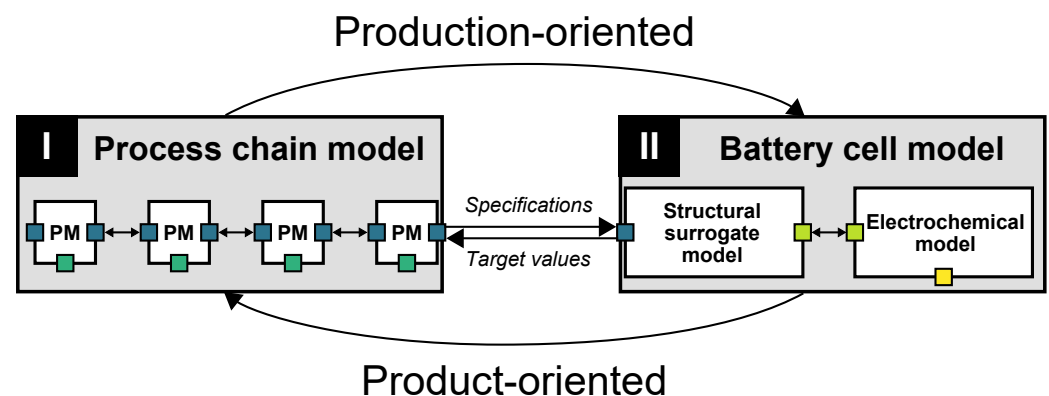 Production-oriented
I
Process chain model
PM
PM
PM
PM
Specifications
Target values
II
Battery cell model
Structural
surrogate
model
Electrochemical
model
Product-oriented